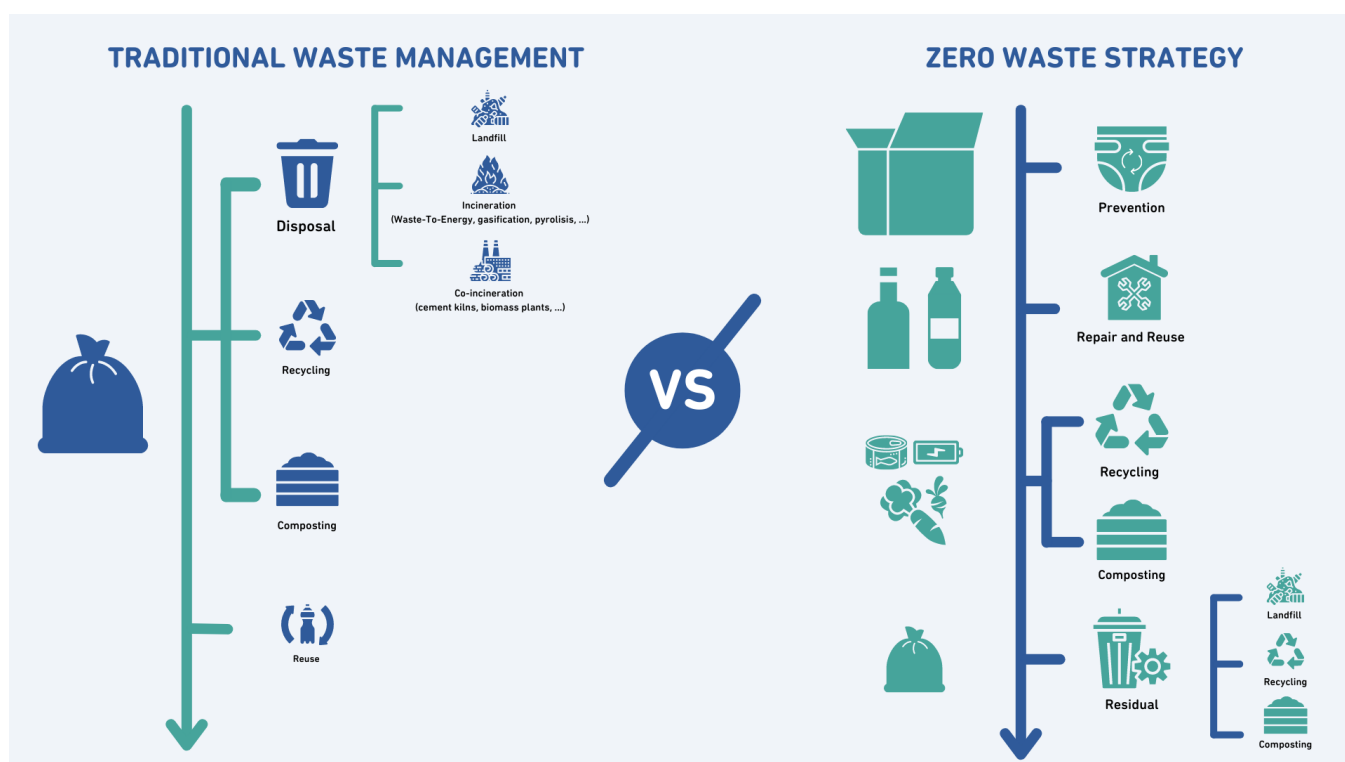 TRADITIONAL WASTE MANAGEMENT
Disposal
Landfill
Incineration
(Waste-To-Energy, gasification, pyrolisis, ...)
Co-incineration
(cement kilns, biomass plants, ...)
Recycling
Composting
Reuse
VS
ZERO WASTE STRATEGY
Prevention
Repair and Reuse
Recycling
Composting
Residual
Landfill
Recycling
Composting